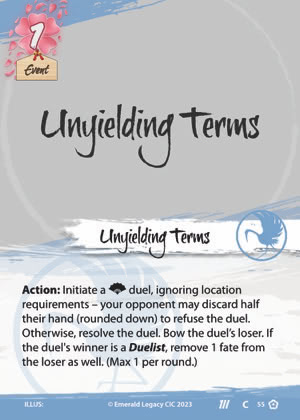 1
Event
Unyielding Terms
Unyielding Terms
Action: Initiate a duel, ignoring location
requirements – your opponent may discard half
their hand (rounded down) to refuse the duel.
Otherwise, resolve the duel. Bow the duel's loser. If
the duel's winner is a Duelist, remove 1 fate from
the loser as well. (Max 1 per round.)
ILLUS: © Emerald Legacy CIC 2023 C 55